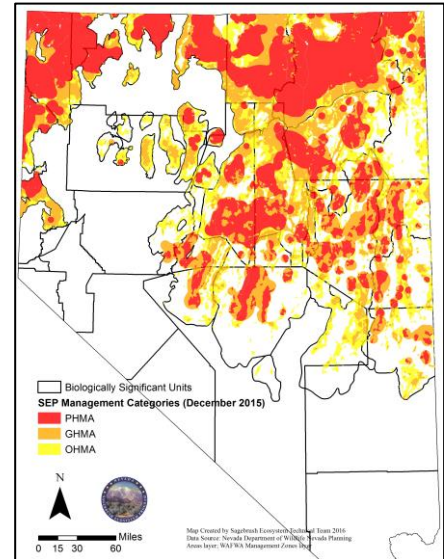 Biologically Significant Units
SEP Management Categories (December 2015)
PHMA
GHMA
OHMA
N
Miles
0 15 30 60
Map Created by Sagebrush Ecosystem Technical Team 2016
Data Source: Nevada Department of Wildlife Nevada Planning
Areas layer; WAFWA Management Zones layer